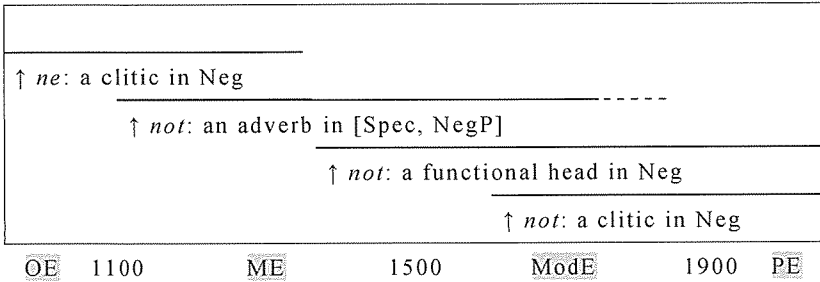 ↑ ne: a clitic in Neg
↑ not: an adverb in [Spec, NegP]
↑ not: a functional head in Neg
↑ not: a clitic in Neg
OE 1100 ME 1500 ModE 1900 PE